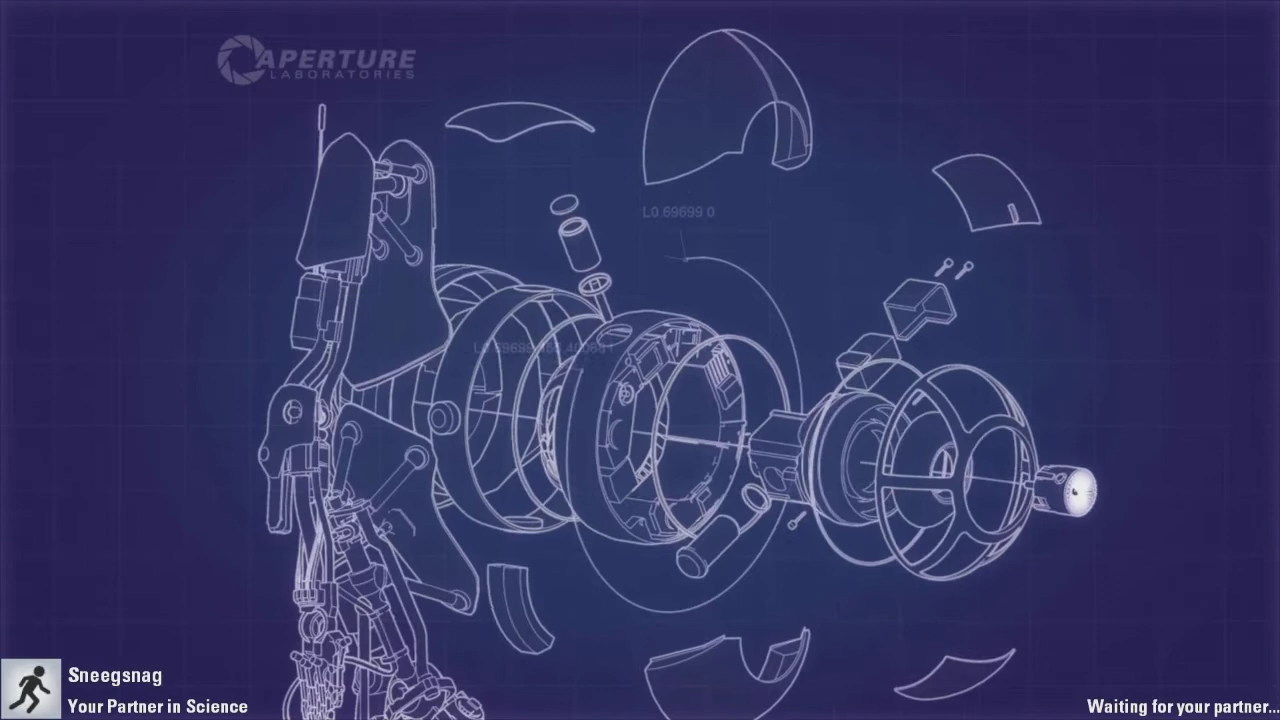 APERTURE
LABORATORIES
L0.69699 0
Sneegsnag
Your Partner in Science
Waiting for your partner...